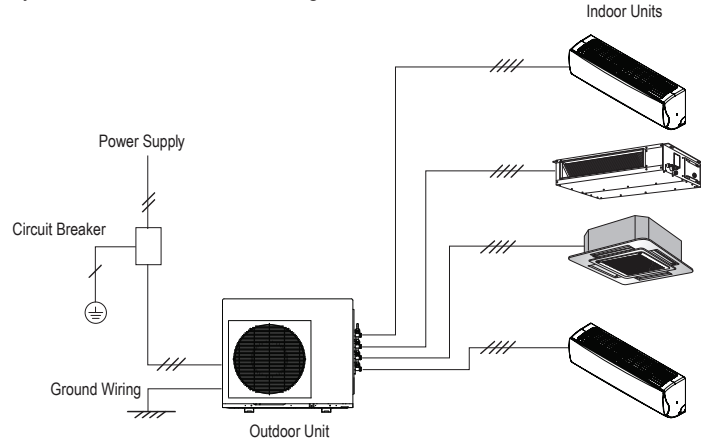 Indoor Units
Power Supply
Circuit Breaker
Ground Wiring
Outdoor Unit